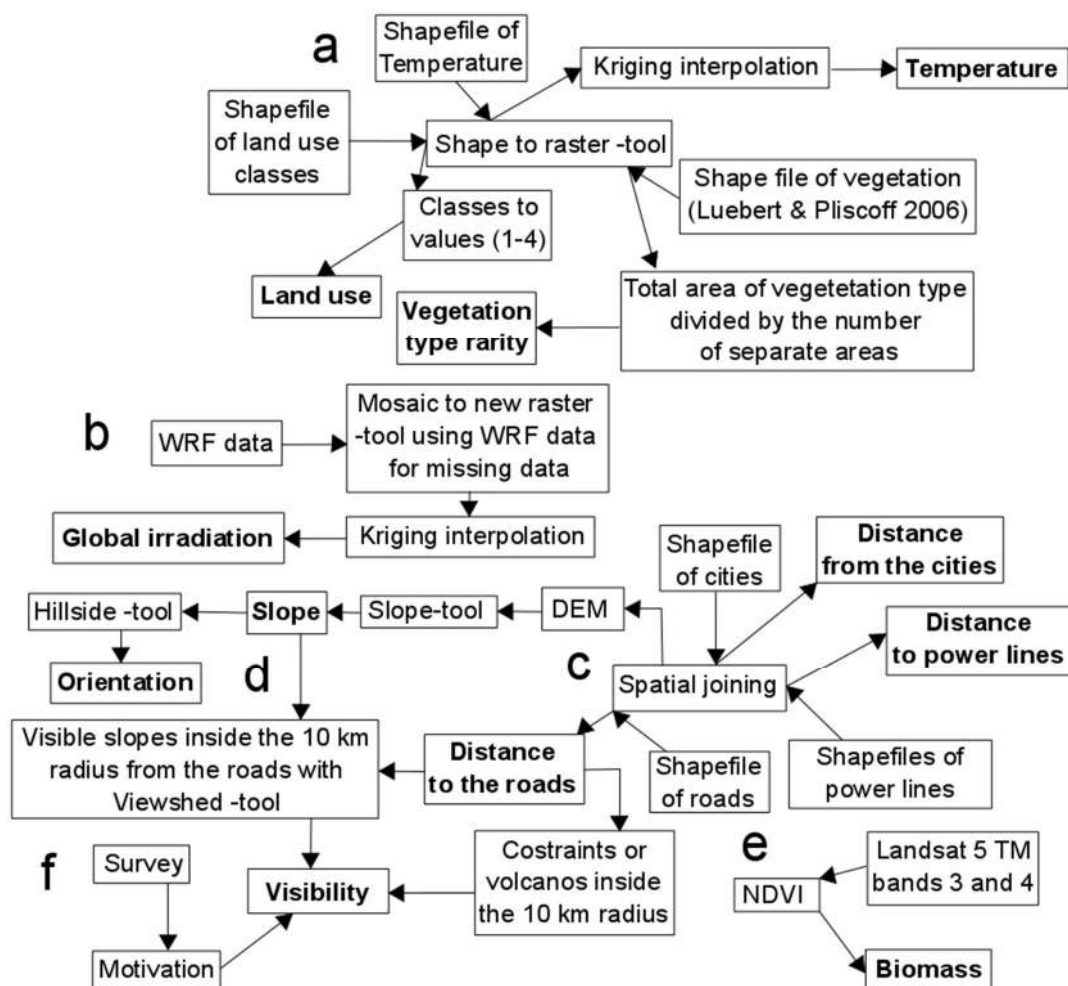 a
Shapefile of
Temperature
Kriging interpolation
Temperature
Shapefile
of land use
classes
Shape to raster -tool
Shape file of vegetation
(Luebert & Pliscoff 2006)
Classes to
values (1-4)
Land use
Vegetation
type rarity
Total area of vegetetation type
divided by the number
of separate areas
b
WRF data
Mosaic to new raster
-tool using WRF data
for missing data
Global irradiation
Kriging interpolation
Shapefile
of cities
Distance
from the cities
Hillside -tool
Slope
Slope-tool
DEM
Distance
to power lines
Orientation
d
c
Spatial joining
Visible slopes inside the 10 km
radius from the roads with
Viewshed -tool
Distance
to the roads
Shapefile
of roads
Shapefiles of
power lines
f
Survey
Visibility
Costraints or
volcanos inside
the 10 km radius
e
Landsat 5 TM
bands 3 and 4
NDVI
Motivation
Biomass